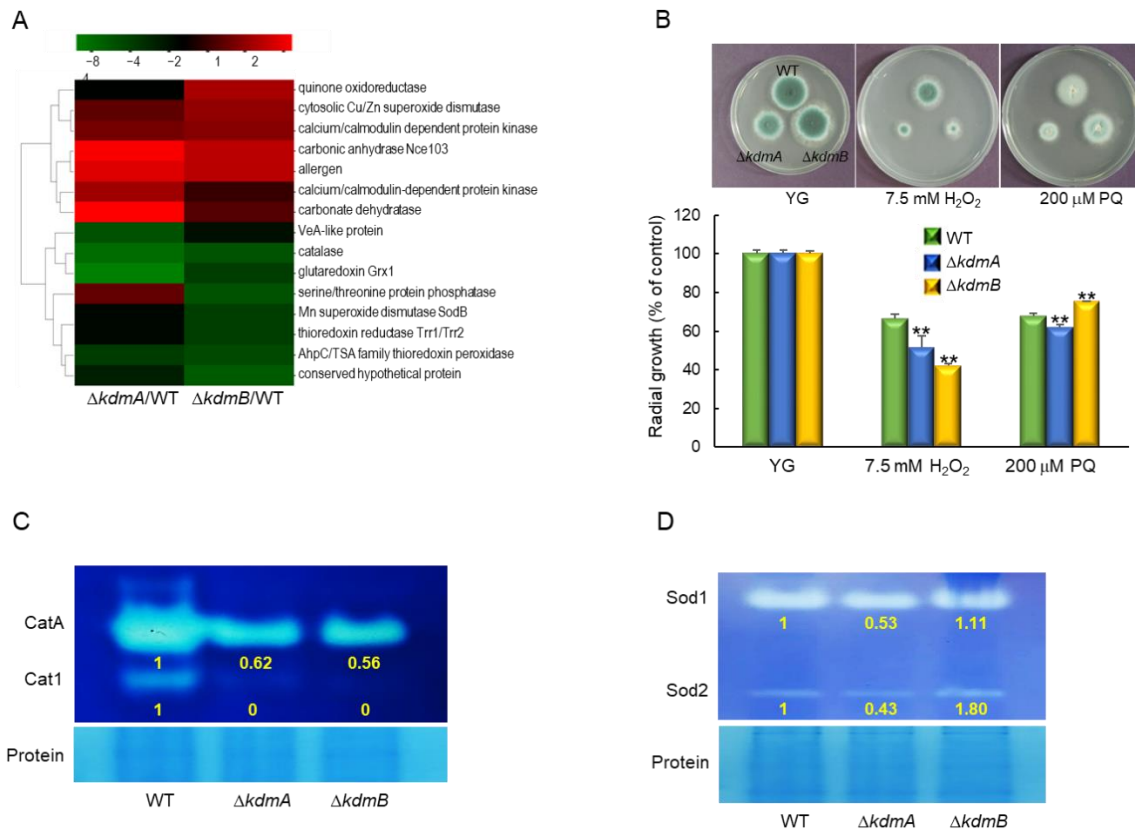 A
−8 −4 −2 1 2
4
quinone oxidoreductase
cytosolic Cu/Zn superoxide dismutase
calcium/calmodulin dependent protein kinase
carbonic anhydrase Nce103
allergen
calcium/calmodulin-dependent protein kinase
carbonate dehydratase
VeA-like protein
catalase
glutaredoxin Grx1
serine/threonine protein phosphatase
Mn superoxide dismutase SodB
thioredoxin reductase Trr1/Trr2
AhpC/TSA family thioredoxin peroxidase
conserved hypothetical protein
ΔkdmA/WT ΔkdmB/WT
B
WT
ΔkdmA ΔkdmB
YG 7.5 mM H₂O₂ 200 μM PQ
Radial growth (% of control)
120
100
80
60
40
20
0
WT
ΔkdmA
ΔkdmB
** ** ** **
YG 7.5 mM H₂O₂ 200 μM PQ
C
CatA
1 0.62 0.56
Cat1
1 0 0
Protein
WT ΔkdmA ΔkdmB
D
Sod1
1 0.53 1.11
Sod2
1 0.43 1.80
Protein
WT ΔkdmA ΔkdmB